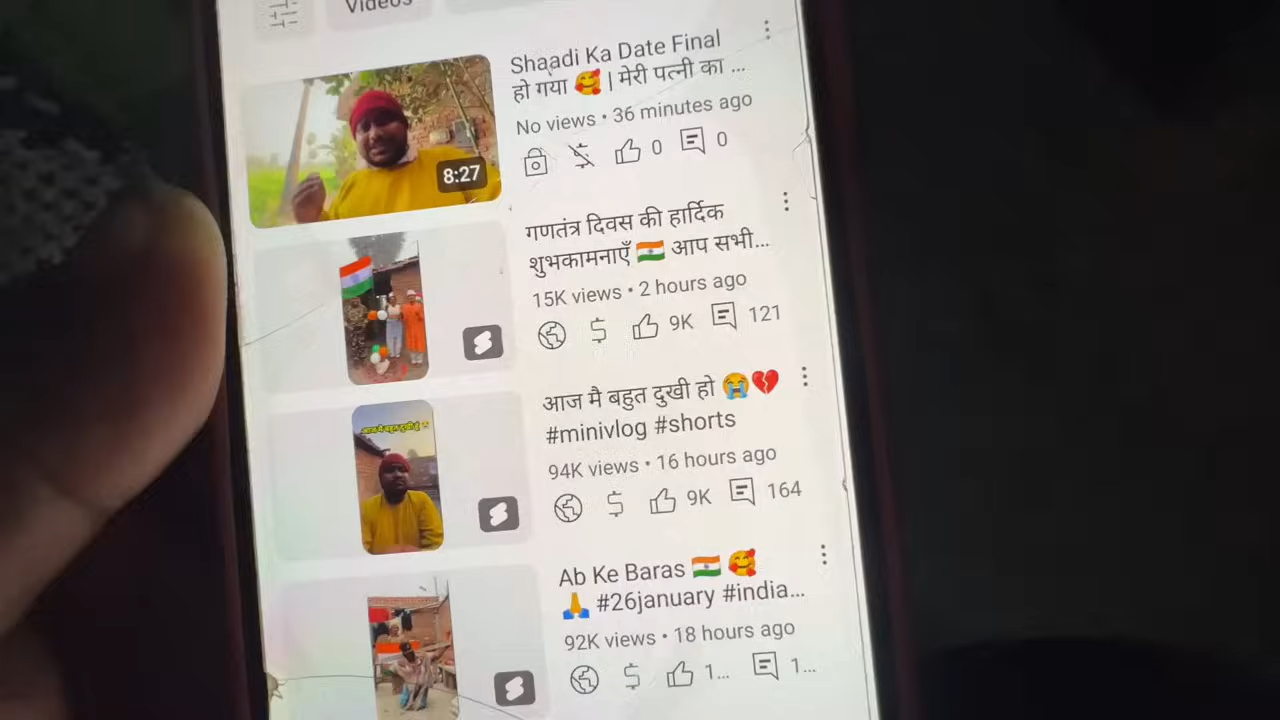 Videos
Shaadi Ka Date Final
हो गया 🥰 | मेरी पत्नी का ...
No views • 36 minutes ago
0 0
8:27
गणतंत्र दिवस की हार्दिक
शुभकामनाएँ 🇮🇳 आप सभी...
15K views • 2 hours ago
9K 121
आज मै बहुत दुखी हो 😭💔
#minivlog #shorts
94K views • 16 hours ago
9K 164
Ab Ke Baras 🇮🇳 🥰
🙏 #26january #india...
92K views • 18 hours ago
1... 1...